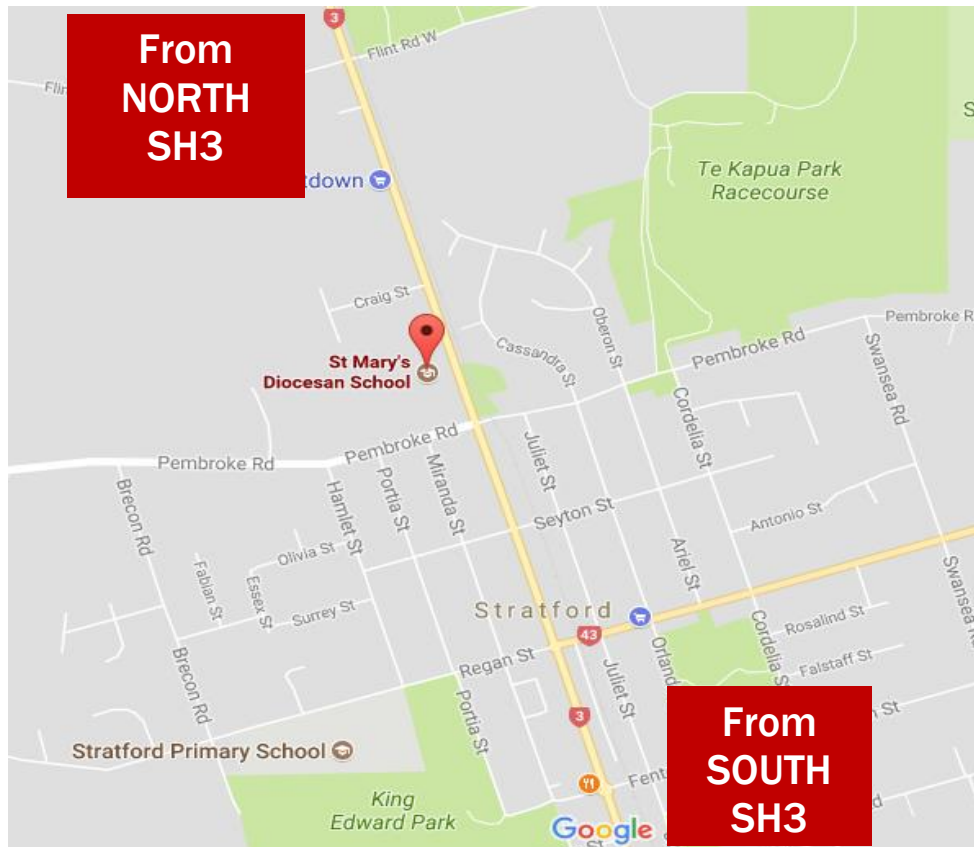 3
From
NORTH
SH3
Flint Rd W
Flin
tdown
S
Te Kapua Park
Racecourse
Craig St
St Mary's
Diocesan School
Cassandra St
Oberon St
Pembroke Rd
Pembroke R
Swansea Rd
Cordelia St
Juliet St
Pembroke Rd
Pembroke Rd
Miranda St
Portia St
Hamlet St
Brecon Rd
Seyton St
Antonio St
Olivia St
Ariel St
Fabian St
Essex St
Surrey St
Swansea R
Stratford
43
Rosalind St
Cordelia S
Regan St
Falstaff St
Juliet St
Orland
Brecon Rd
Portia St
3
From
SOUTH
SH3
n St
Stratford Primary School
Fent
King
Edward Park
Google
St
d